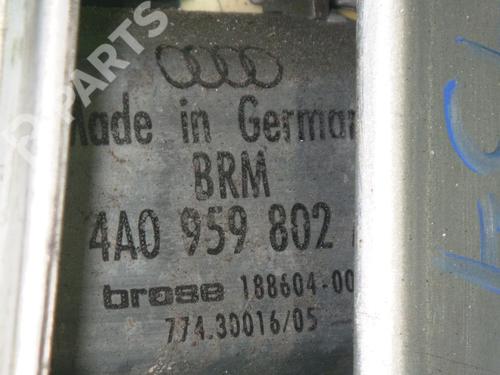 B-PARTS
Made in German
BRM
4A0 959 802
brose 188604-00
774.30016/05